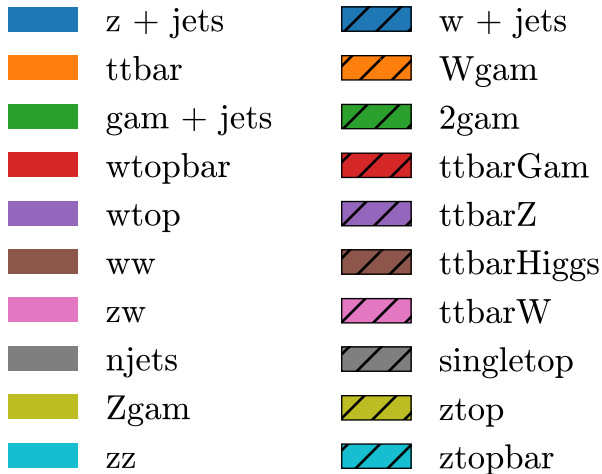 z + jets
ttbar
gam + jets
wtopbar
wtop
ww
zw
njets
Zgam
zz
w + jets
Wgam
2gam
ttbarGam
ttbarZ
ttbarHiggs
ttbarW
singletop
ztop
ztopbar